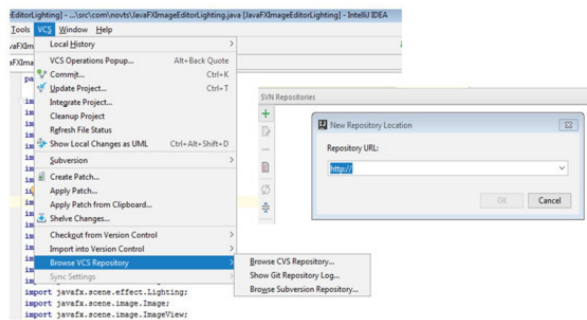 EditorLighting] - ...\src\com\novts\JavaFXImageEditorLighting.java [JavaFXImageEditorLighting] - IntelliJ IDEA
Tools VCS Window Help
Local History
VCS Operations Popup... Alt+Back Quote
Commit... Ctrl+K
Update Project... Ctrl+T
Integrate Project...
Cleanup Project
Refresh File Status
Show Local Changes as UML Ctrl+Alt+Shift+D
Subversion
Create Patch...
Apply Patch...
Apply Patch from Clipboard...
Shelve Changes...
Checkout from Version Control
Import into Version Control
Browse VCS Repository
Sync Settings
Browse CVS Repository...
Show Git Repository Log...
Browse Subversion Repository...
import javafx.scene.effect.Lighting;
import javafx.scene.image.Image;
import javafx.scene.image.ImageView;
SVN Repositories
New Repository Location
Repository URL:
http://
OK Cancel